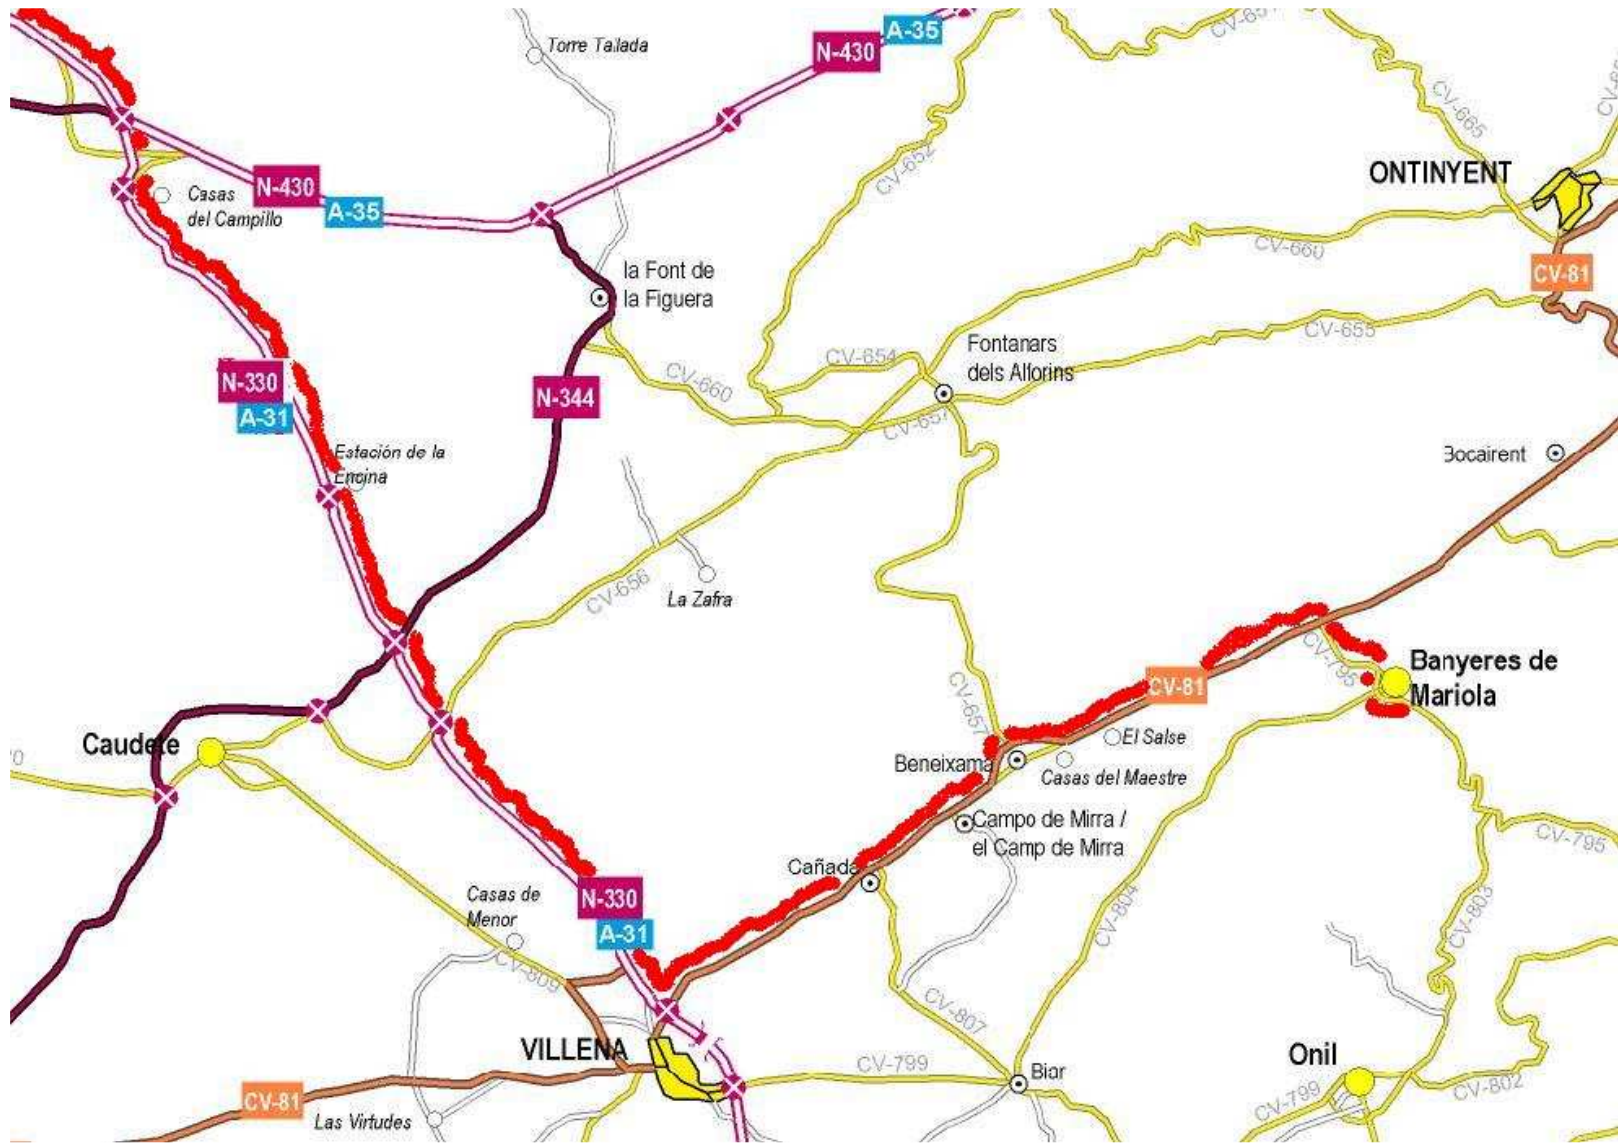 CV-651
Torre Tallada
A-35
N-430
CV-665
CV-652
ONTINYENT
Casas
del Campillo
N-430
A-35
CV-660
CV-81
la Font de
la Figuera
CV-655
Fontanars
dels Alforins
CV-654
CV-660
N-330
A-31
N-344
CV-657
Estación de la
Encina
Bocairent
CV-656
La Zafra
CV-795
Banyeres de
Mariola
CV-81
CV-657
El Salse
Caudete
Beneixama
Casas del Maestre
Campo de Mirra /
el Camp de Mirra
CV-795
Cañada
N-330
A-31
Casas de
Menor
CV-804
CV-803
CV-809
CV-807
VILLENA
CV-799
Biar
Onil
CV-799
CV-802
CV-81
Las Virtudes